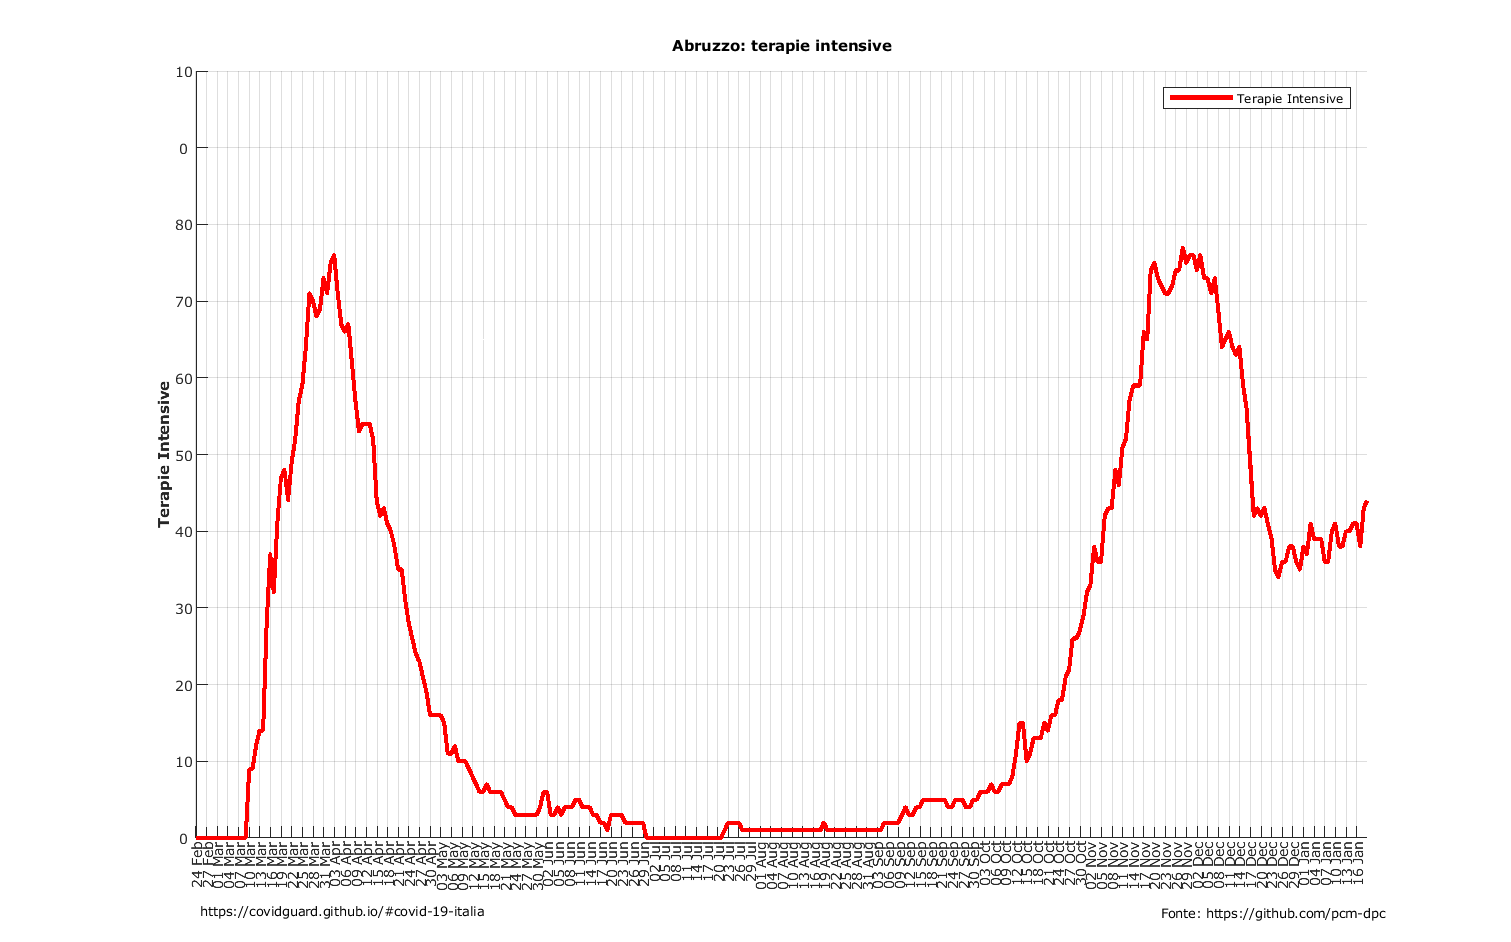 Abruzzo: terapie intensive
Terapie Intensive
10
0
80
70
60
50
40
30
20
10
0
Terapie Intensive
24 Feb
27 Feb
01 Mar
04 Mar
07 Mar
10 Mar
13 Mar
16 Mar
19 Mar
22 Mar
25 Mar
28 Mar
31 Mar
03 Apr
06 Apr
09 Apr
12 Apr
15 Apr
18 Apr
21 Apr
24 Apr
27 Apr
30 Apr
03 May
06 May
09 May
12 May
15 May
18 May
21 May
24 May
27 May
30 May
02 Jun
05 Jun
08 Jun
11 Jun
14 Jun
17 Jun
20 Jun
23 Jun
26 Jun
29 Jun
02 Jul
05 Jul
08 Jul
11 Jul
14 Jul
17 Jul
20 Jul
23 Jul
26 Jul
29 Jul
01 Aug
04 Aug
07 Aug
10 Aug
13 Aug
16 Aug
19 Aug
22 Aug
25 Aug
28 Aug
31 Aug
03 Sep
06 Sep
09 Sep
12 Sep
15 Sep
18 Sep
21 Sep
24 Sep
27 Sep
30 Sep
03 Oct
06 Oct
09 Oct
12 Oct
15 Oct
18 Oct
21 Oct
24 Oct
27 Oct
30 Oct
02 Nov
05 Nov
08 Nov
11 Nov
14 Nov
17 Nov
20 Nov
23 Nov
26 Nov
29 Nov
02 Dec
05 Dec
08 Dec
11 Dec
14 Dec
17 Dec
20 Dec
23 Dec
26 Dec
29 Dec
01 Jan
04 Jan
07 Jan
10 Jan
13 Jan
16 Jan
https://covidguard.github.io/#covid-19-italia
Fonte: https://github.com/pcm-dpc